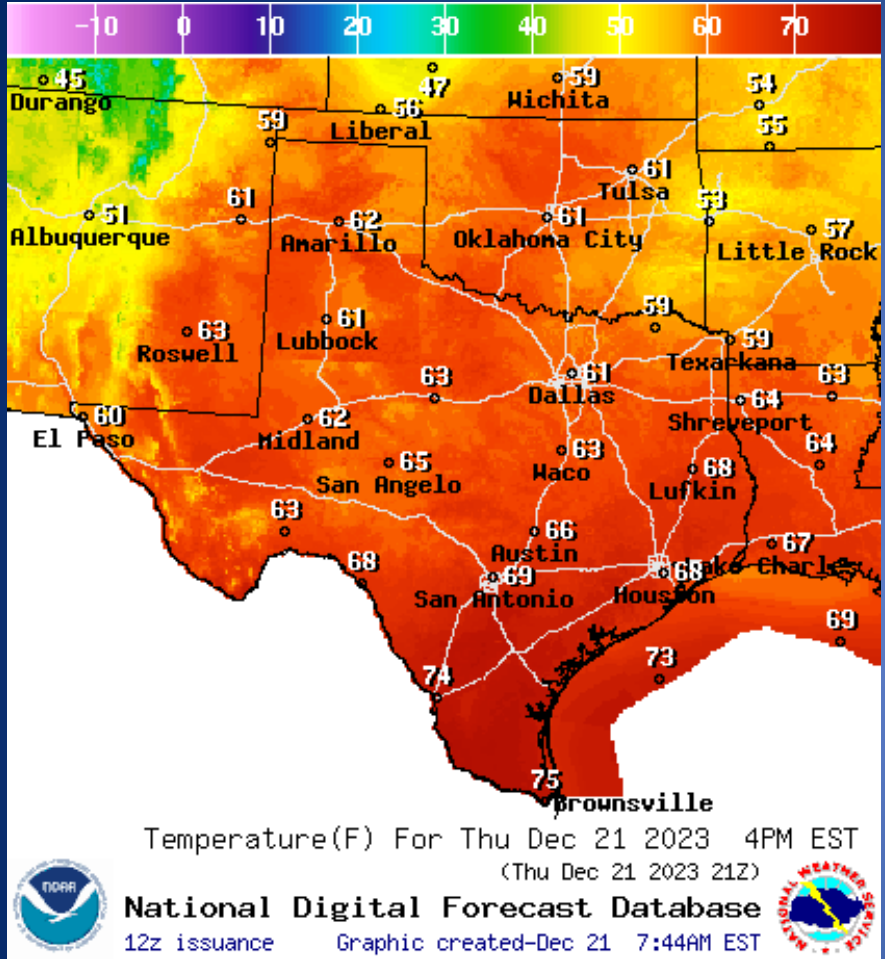 -10 0 10 20 30 40 50 60 70
45
Durango
47
59
Wichita
54
56
Liberal
55
59
61
Tulsa
51
Albuquerque
61
62
Amarillo
61
Oklahoma City
53
57
Little Rock
63
Roswell
61
Lubbock
59
59
Texarkana
61
Dallas
63
64
Shreveport
63
60
El Paso
62
Midland
65
San Angelo
63
Waco
68
Lufkin
64
63
66
Austin
67
Lake Charles
68
69
San Antonio
68
Houston
69
74
73
75
Brownsville
Temperature(F) For Thu Dec 21 2023 4PM EST
(Thu Dec 21 2023 21Z)
NOAA
National Digital Forecast Database
12z issuance Graphic created-Dec 21 7:44AM EST
NATIONAL WEATHER SERVICE